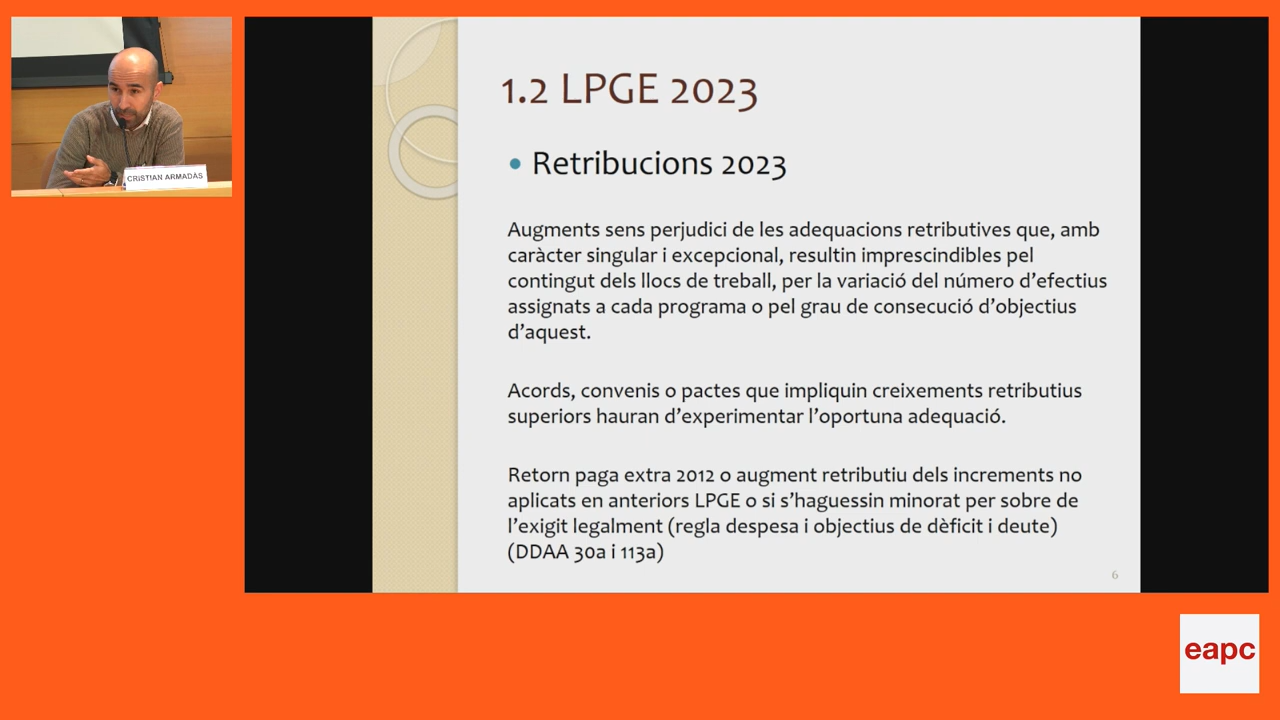 CRISTIAN ARMADAS
1.2 LPGE 2023
• Retribucions 2023
Augments sens perjudici de les adequacions retributives que, amb
caràcter singular i excepcional, resultin imprescindibles pel
contingut dels llocs de treball, per la variació del número d'efectius
assignats a cada programa o pel grau de consecució d'objectius
d'aquest.
Acords, convenis o pactes que impliquin creixements retributius
superiors hauran d'experimentar l'oportuna adequació.
Retorn paga extra 2012 o augment retributiu dels increments no
aplicats en anteriors LPGE o si s'haguessin minorat per sobre de
l'exigit legalment (regla despesa i objectius de dèficit i deute)
(DDAA 30a i 113a)
6
eapc